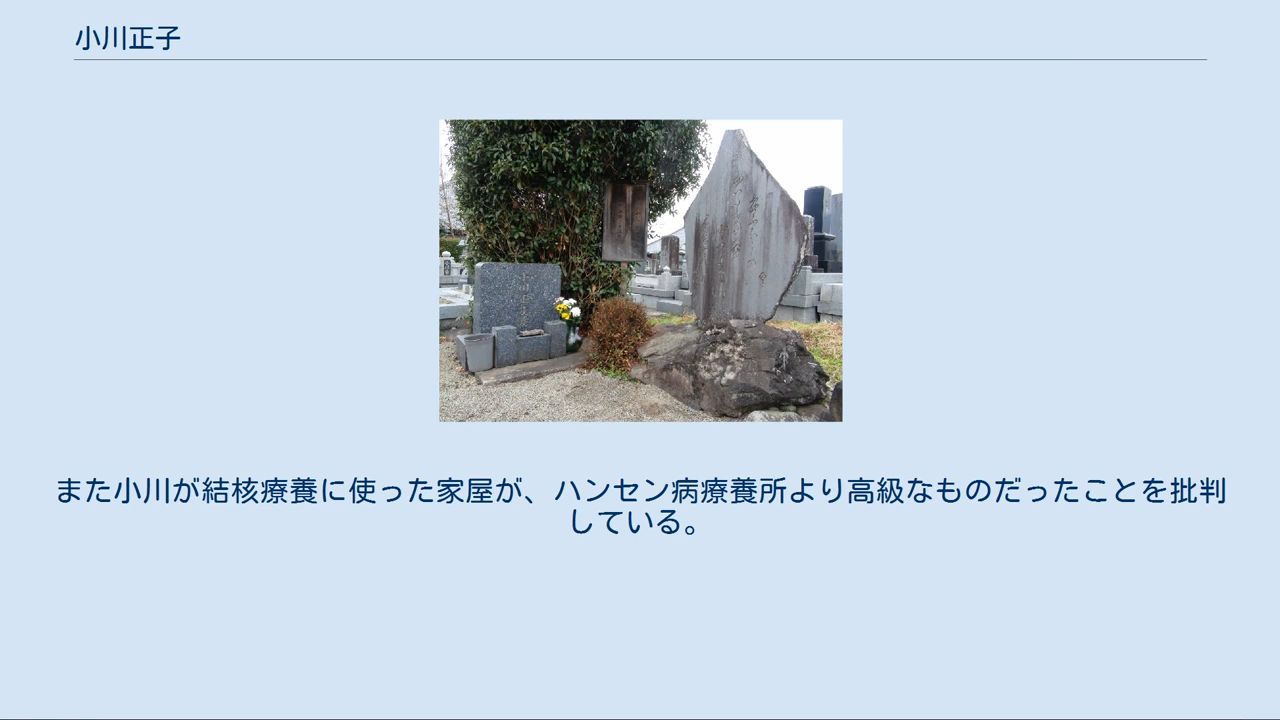 小川正子
また小川が結核療養に使った家屋が、ハンセン病療養所より高級なものだったことを批判
している。